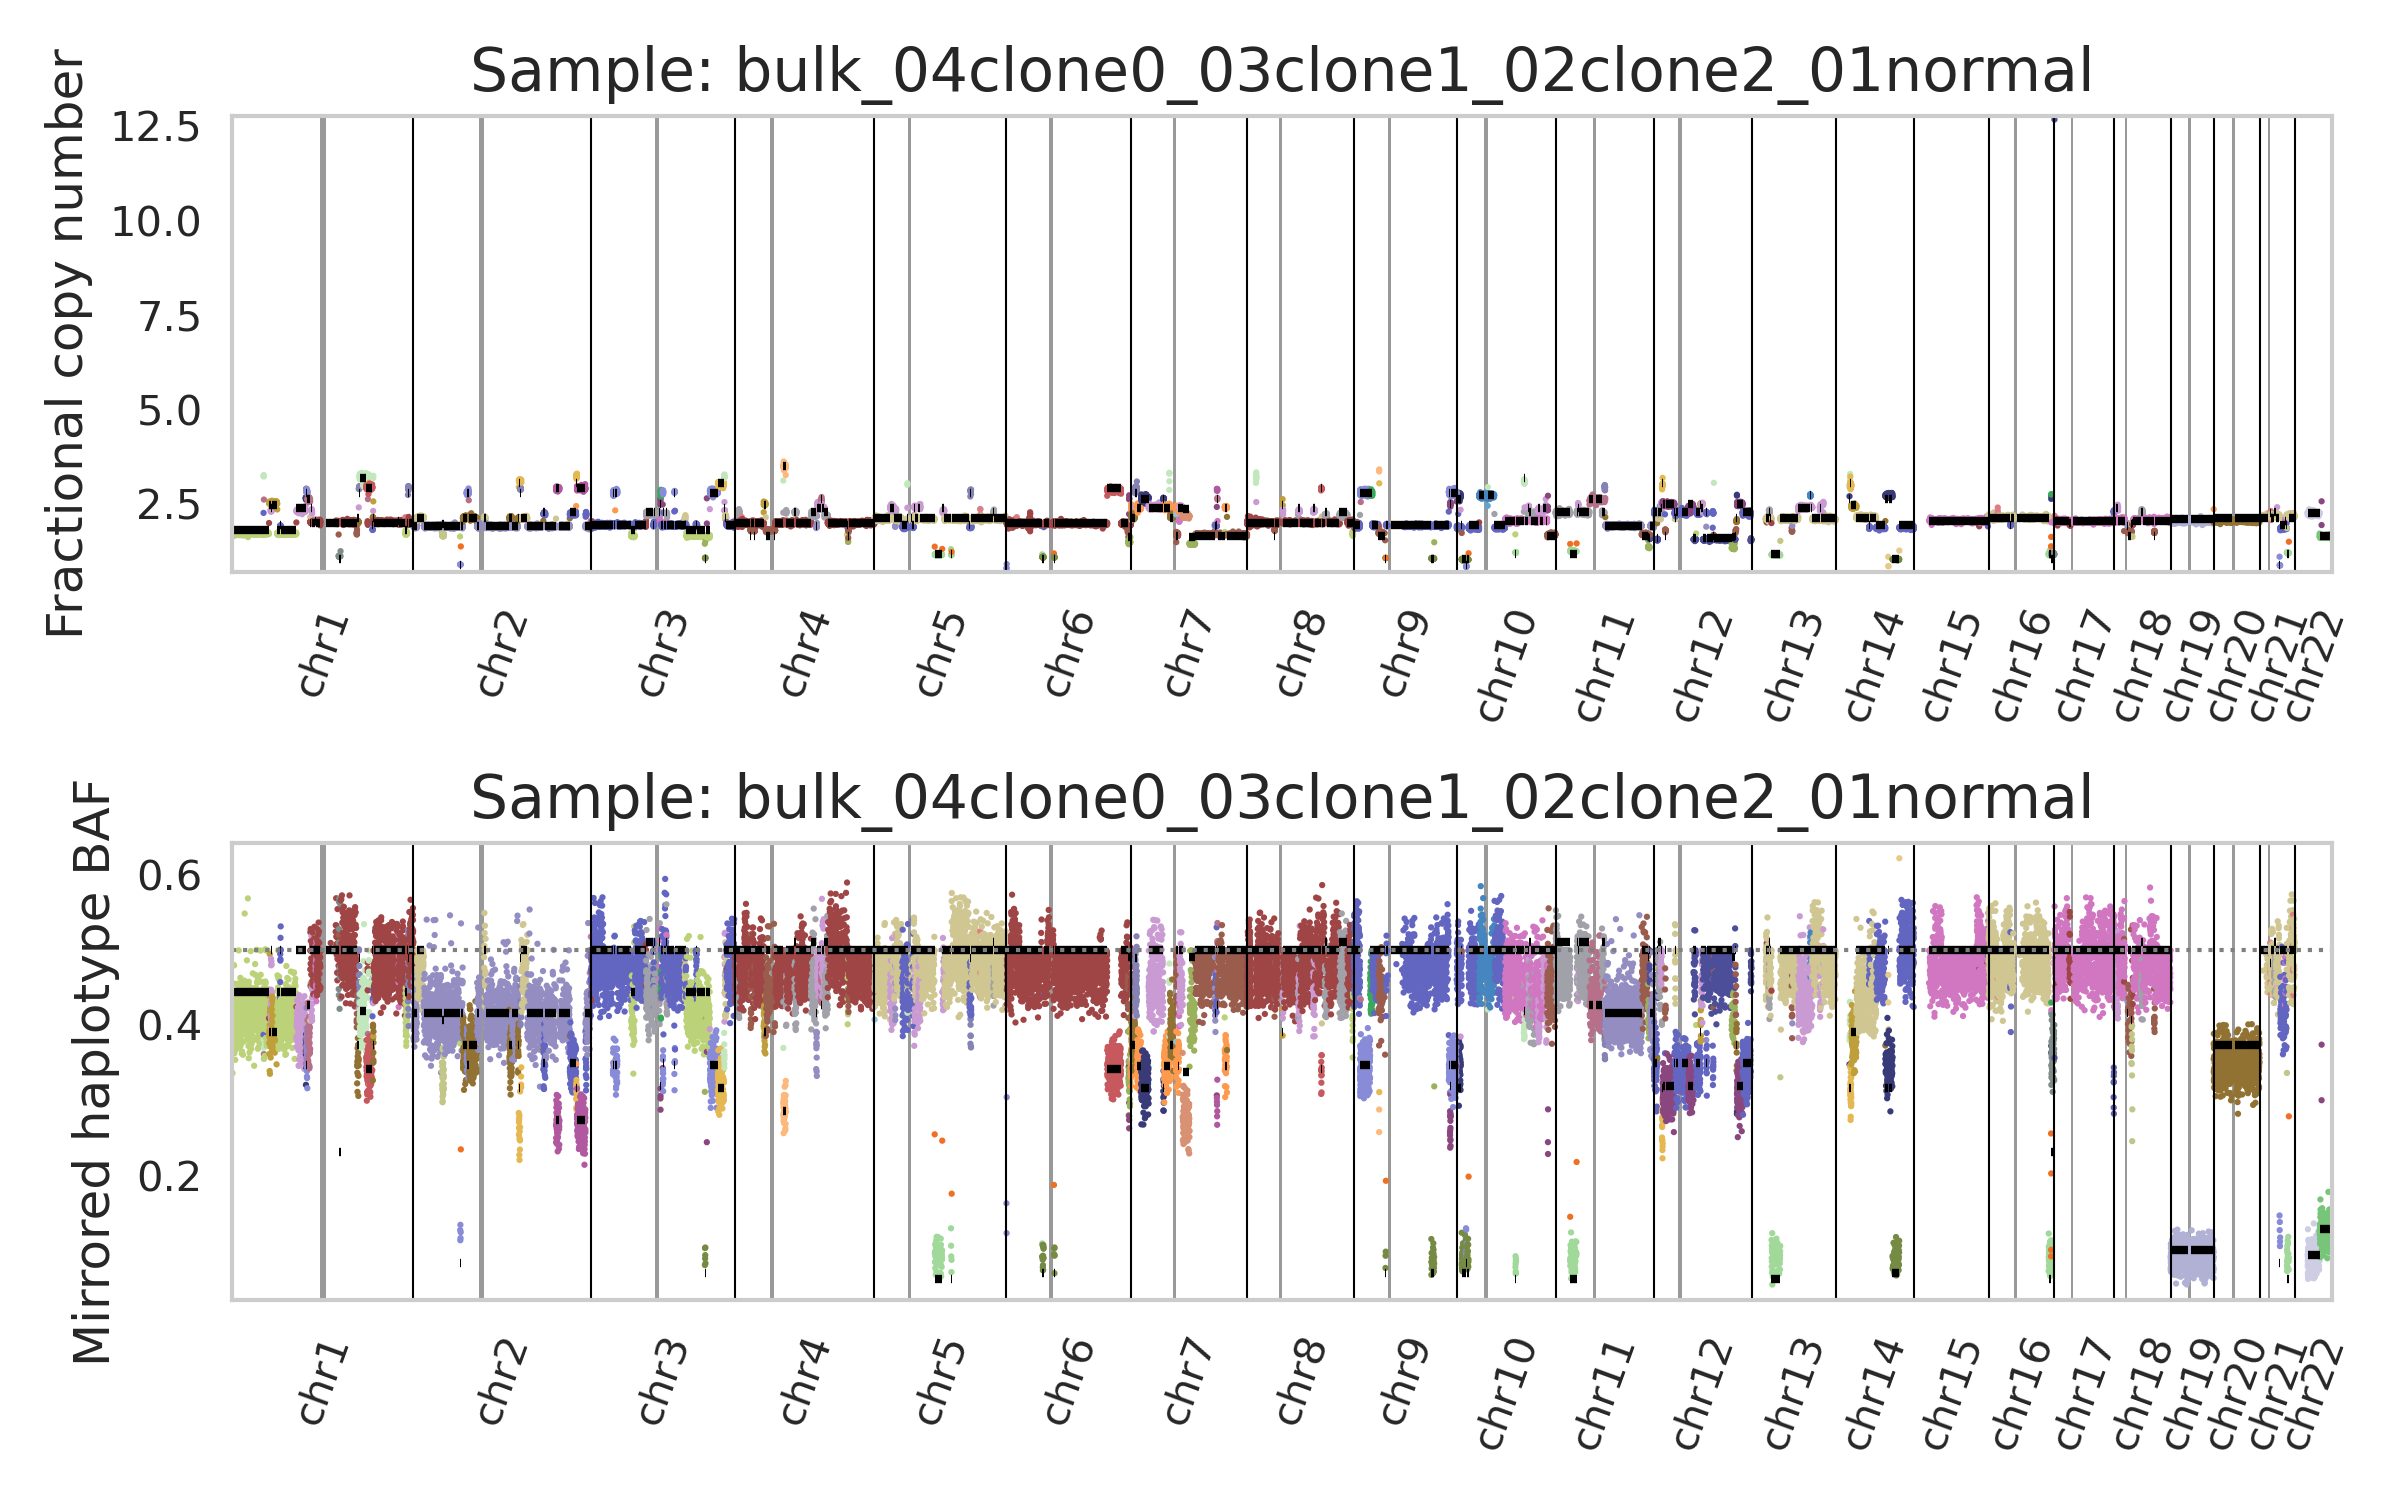 Sample: bulk_04clone0_03clone1_02clone2_01normal
Fractional copy number
12.5
10.0
7.5
5.0
2.5
chr1
chr2
chr3
chr4
chr5
chr6
chr7
chr8
chr9
chr10
chr11
chr12
chr13
chr14
chr15
chr16
chr17
chr18
chr19
chr20
chr21
chr22
Sample: bulk_04clone0_03clone1_02clone2_01normal
Mirrored haplotype BAF
0.6
0.4
0.2
chr1
chr2
chr3
chr4
chr5
chr6
chr7
chr8
chr9
chr10
chr11
chr12
chr13
chr14
chr15
chr16
chr17
chr18
chr19
chr20
chr21
chr22